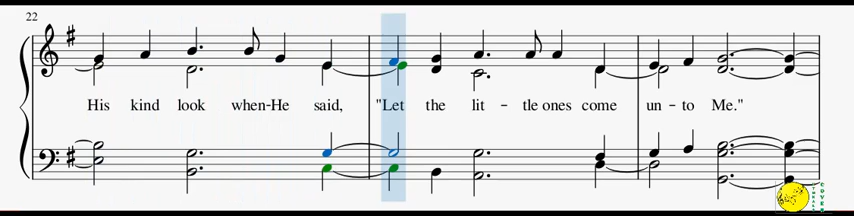 22
His kind look when-He said, "Let the lit - tle ones come un - to Me."